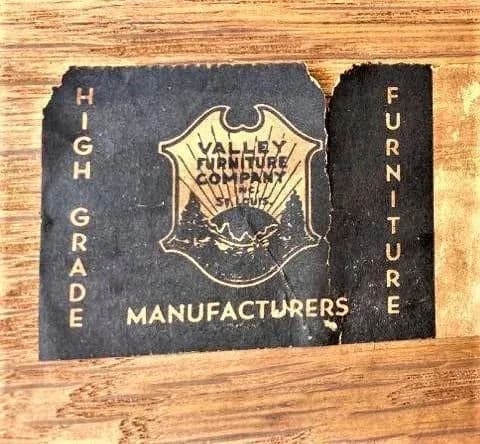 HIGH GRADE
VALLEY
FURNITURE
COMPANY
INC.
ST. LOUIS.
MANUFACTURERS
FURNITURE